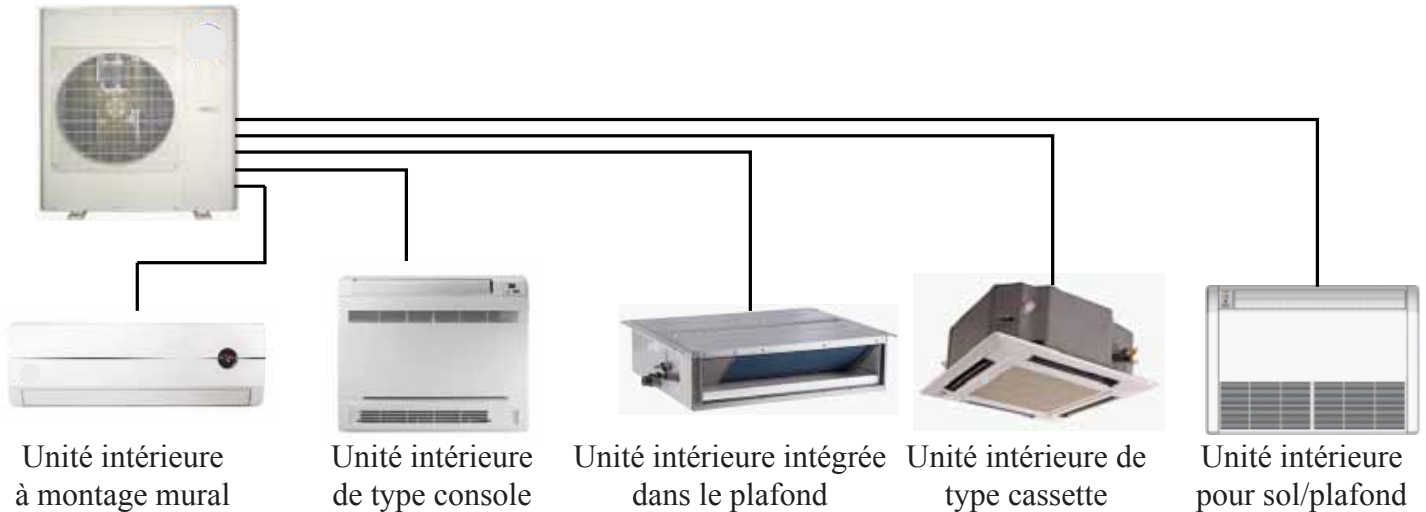 Unité intérieure
à montage mural
Unité intérieure
de type console
Unité intérieure intégrée
dans le plafond
Unité intérieure de
type cassette
Unité intérieure
pour sol/plafond